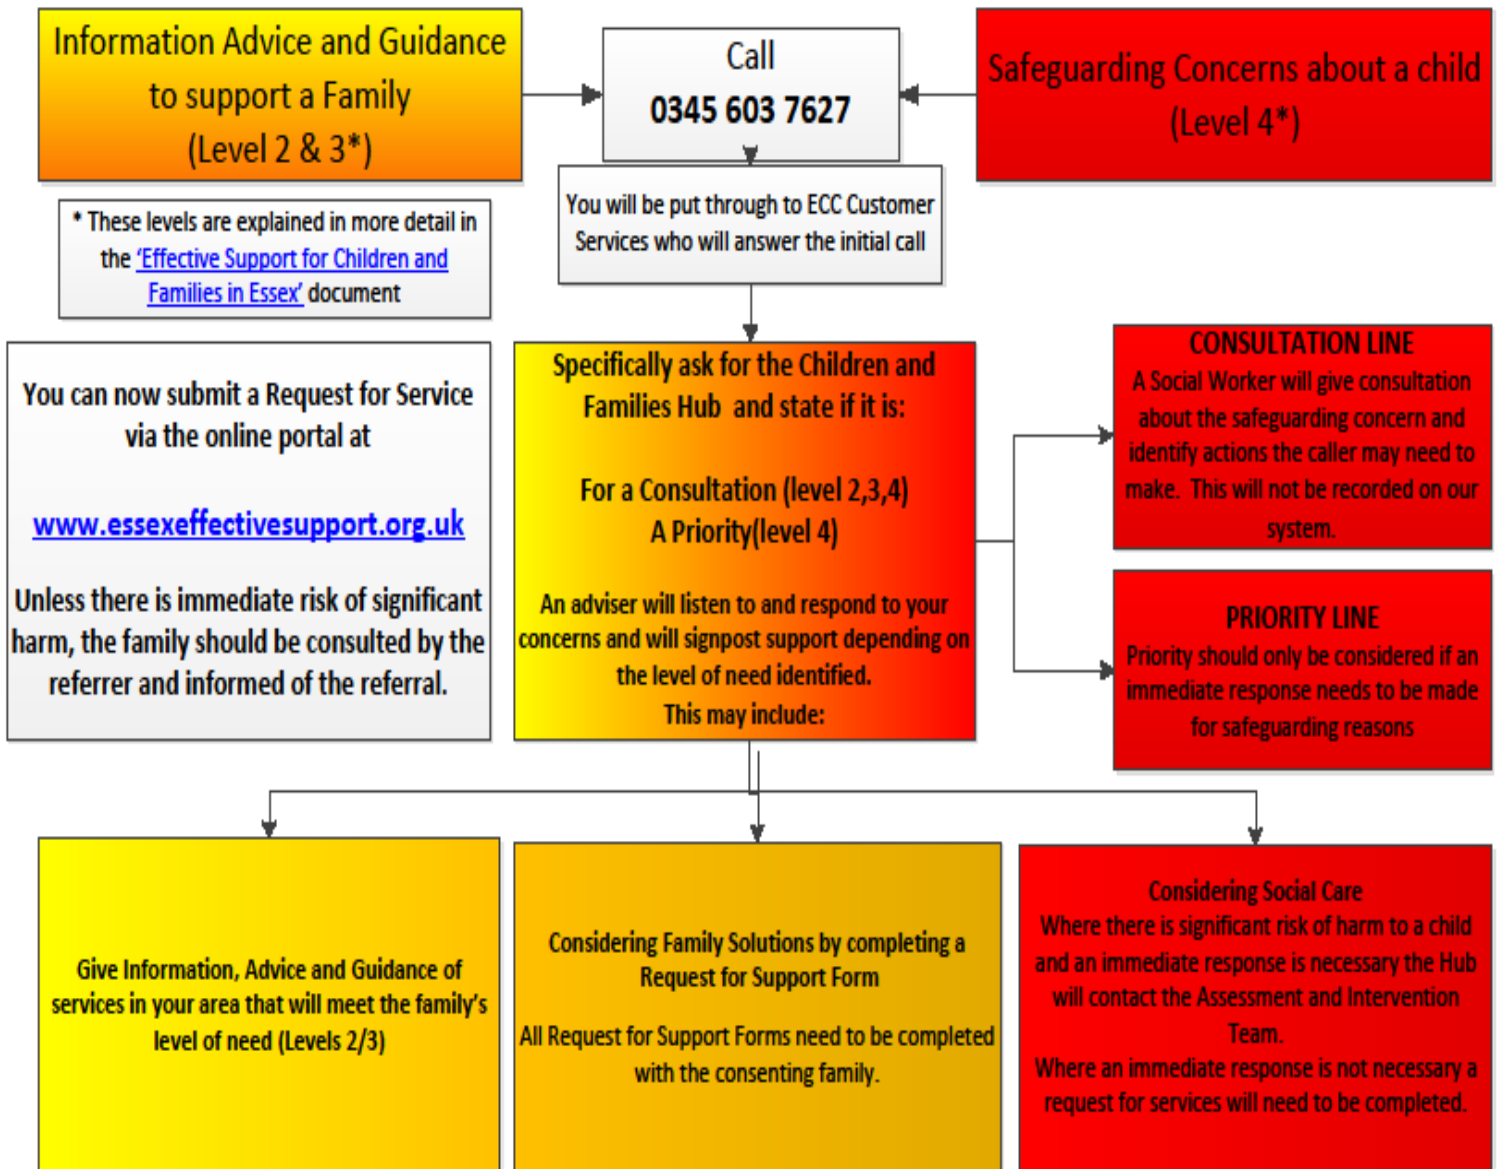 Information Advice and Guidance
to support a Family
(Level 2 & 3*)
Call
0345 603 7627
Safeguarding Concerns about a child
(Level 4*)
You will be put through to ECC Customer
Services who will answer the initial call
* These levels are explained in more detail in
the ‘Effective Support for Children and
Families in Essex’ document
You can now submit a Request for Service
via the online portal at
www.essexeffectivesupport.org.uk
Unless there is immediate risk of significant
harm, the family should be consulted by the
referrer and informed of the referral.
Specifically ask for the Children and
Families Hub and state if it is:
For a Consultation (level 2,3,4)
A Priority(level 4)
An adviser will listen to and respond to your
concerns and will signpost support depending on
the level of need identified.
This may include:
CONSULTATION LINE
A Social Worker will give consultation
about the safeguarding concern and
identify actions the caller may need to
make. This will not be recorded on our
system.
PRIORITY LINE
Priority should only be considered if an
immediate response needs to be made
for safeguarding reasons
Give Information, Advice and Guidance of
services in your area that will meet the family’s
level of need (Levels 2/3)
Considering Family Solutions by completing a
Request for Support Form
All Request for Support Forms need to be completed
with the consenting family.
Considering Social Care
Where there is significant risk of harm to a child
and an immediate response is necessary the Hub
will contact the Assessment and Intervention
Team.
Where an immediate response is not necessary a
request for services will need to be completed.